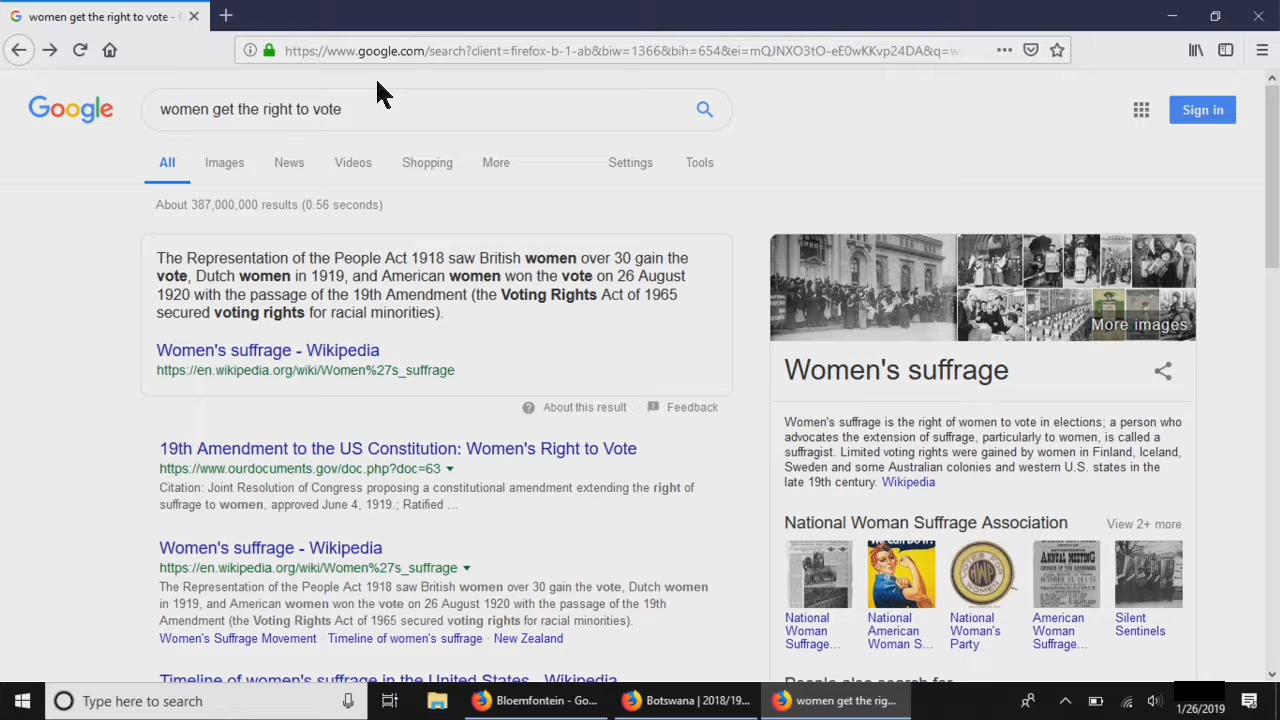 women get the right to vote -
https://www.google.com/search?client=firefox-b-1-ab&biw=1366&bih=654&ei=mQJNXO3tO-eE0wKKvp24DA&q=w
Google
women get the right to vote
Sign in
All Images News Videos Shopping More Settings Tools
About 387,000,000 results (0.56 seconds)
The Representation of the People Act 1918 saw British women over 30 gain the
vote, Dutch women in 1919, and American women won the vote on 26 August
1920 with the passage of the 19th Amendment (the Voting Rights Act of 1965
secured voting rights for racial minorities).
Women's suffrage - Wikipedia
https://en.wikipedia.org/wiki/Women%27s_suffrage
About this result Feedback
19th Amendment to the US Constitution: Women's Right to Vote
https://www.ourdocuments.gov/doc.php?doc=63
Citation: Joint Resolution of Congress proposing a constitutional amendment extending the right of
suffrage to women, approved June 4, 1919.; Ratified ...
Women's suffrage - Wikipedia
https://en.wikipedia.org/wiki/Women%27s_suffrage
The Representation of the People Act 1918 saw British women over 30 gain the vote, Dutch women
in 1919, and American women won the vote on 26 August 1920 with the passage of the 19th
Amendment (the Voting Rights Act of 1965 secured voting rights for racial minorities).
Women's Suffrage Movement · Timeline of women's suffrage · New Zealand
Timeline of women's suffrage in the United States - Wikipedia
More images
Women's suffrage
Women's suffrage is the right of women to vote in elections; a person who
advocates the extension of suffrage, particularly to women, is called a
suffragist. Limited voting rights were gained by women in Finland, Iceland,
Sweden and some Australian colonies and western U.S. states in the
late 19th century. Wikipedia
National Woman Suffrage Association View 2+ more
National
Woman
Suffrage...
National
American
Woman S...
National
Woman's
Party
American
Woman
Suffrage...
Silent
Sentinels
People also search for
Type here to search
Bloemfontein - Go...
Botswana | 2018/19...
women get the rig...
1/26/2019